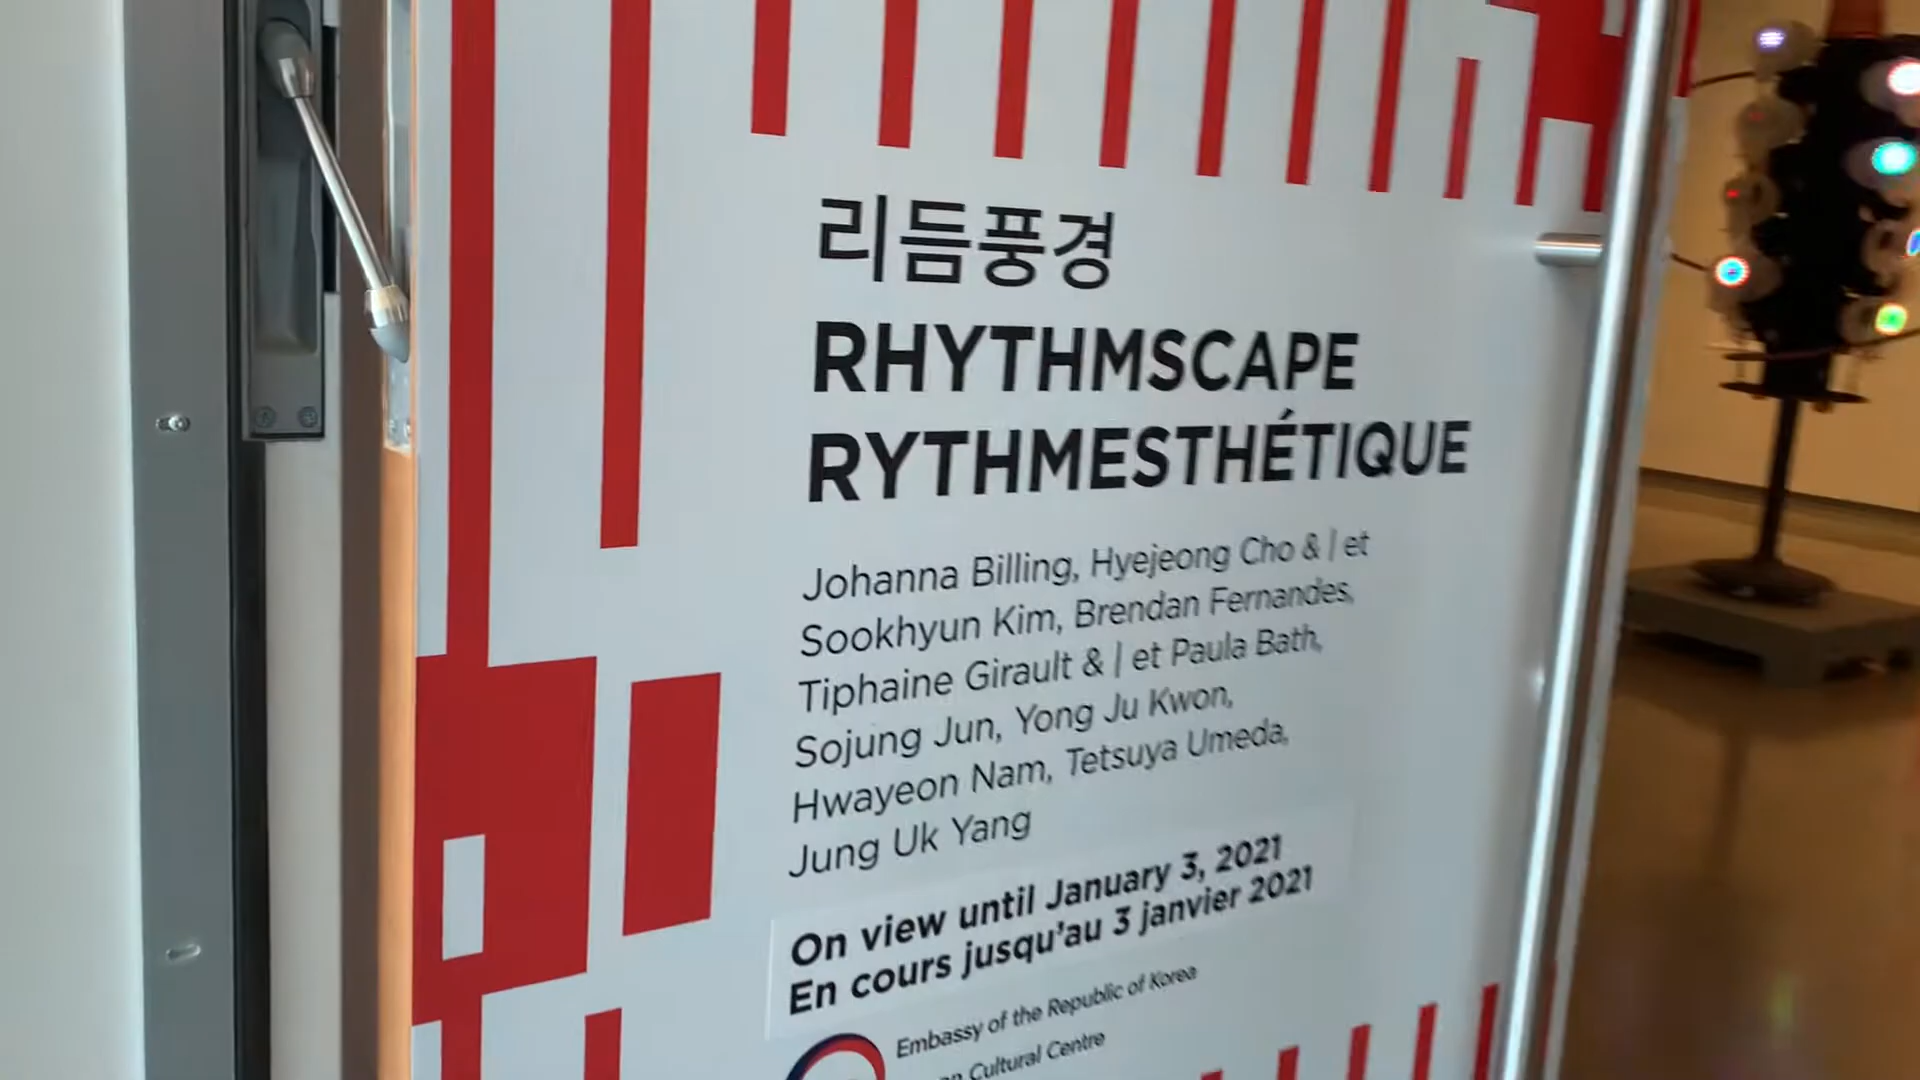 리듬풍경
RHYTHMSCAPE
RYTHMESTHÉTIQUE
Johanna Billing, Hyejeong Cho & | et
Sookhyun Kim, Brendan Fernandes,
Tiphaine Girault & | et Paula Bath,
Sojung Jun, Yong Ju Kwon,
Hwayeon Nam, Tetsuya Umeda,
Jung Uk Yang
On view until January 3, 2021
En cours jusqu'au 3 janvier 2021
Embassy of the Republic of Korea
Cultural Centre